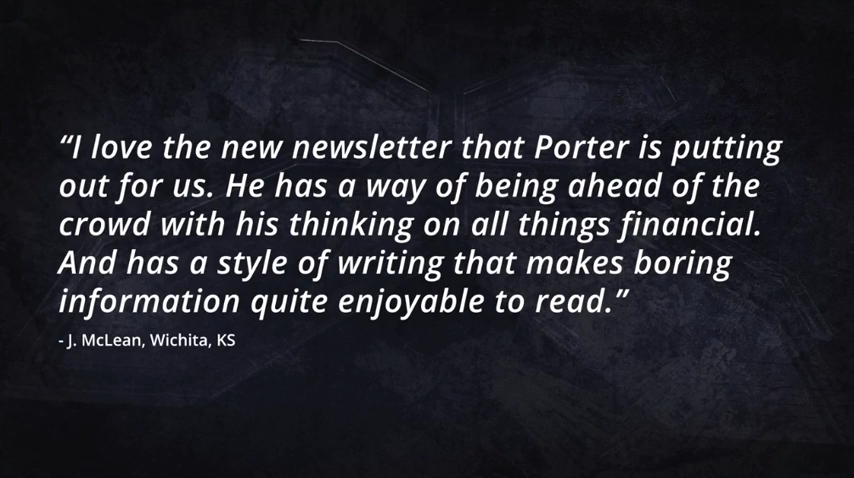 “I love the new newsletter that Porter is putting
out for us. He has a way of being ahead of the
crowd with his thinking on all things financial.
And has a style of writing that makes boring
information quite enjoyable to read.”
- J. McLean, Wichita, KS